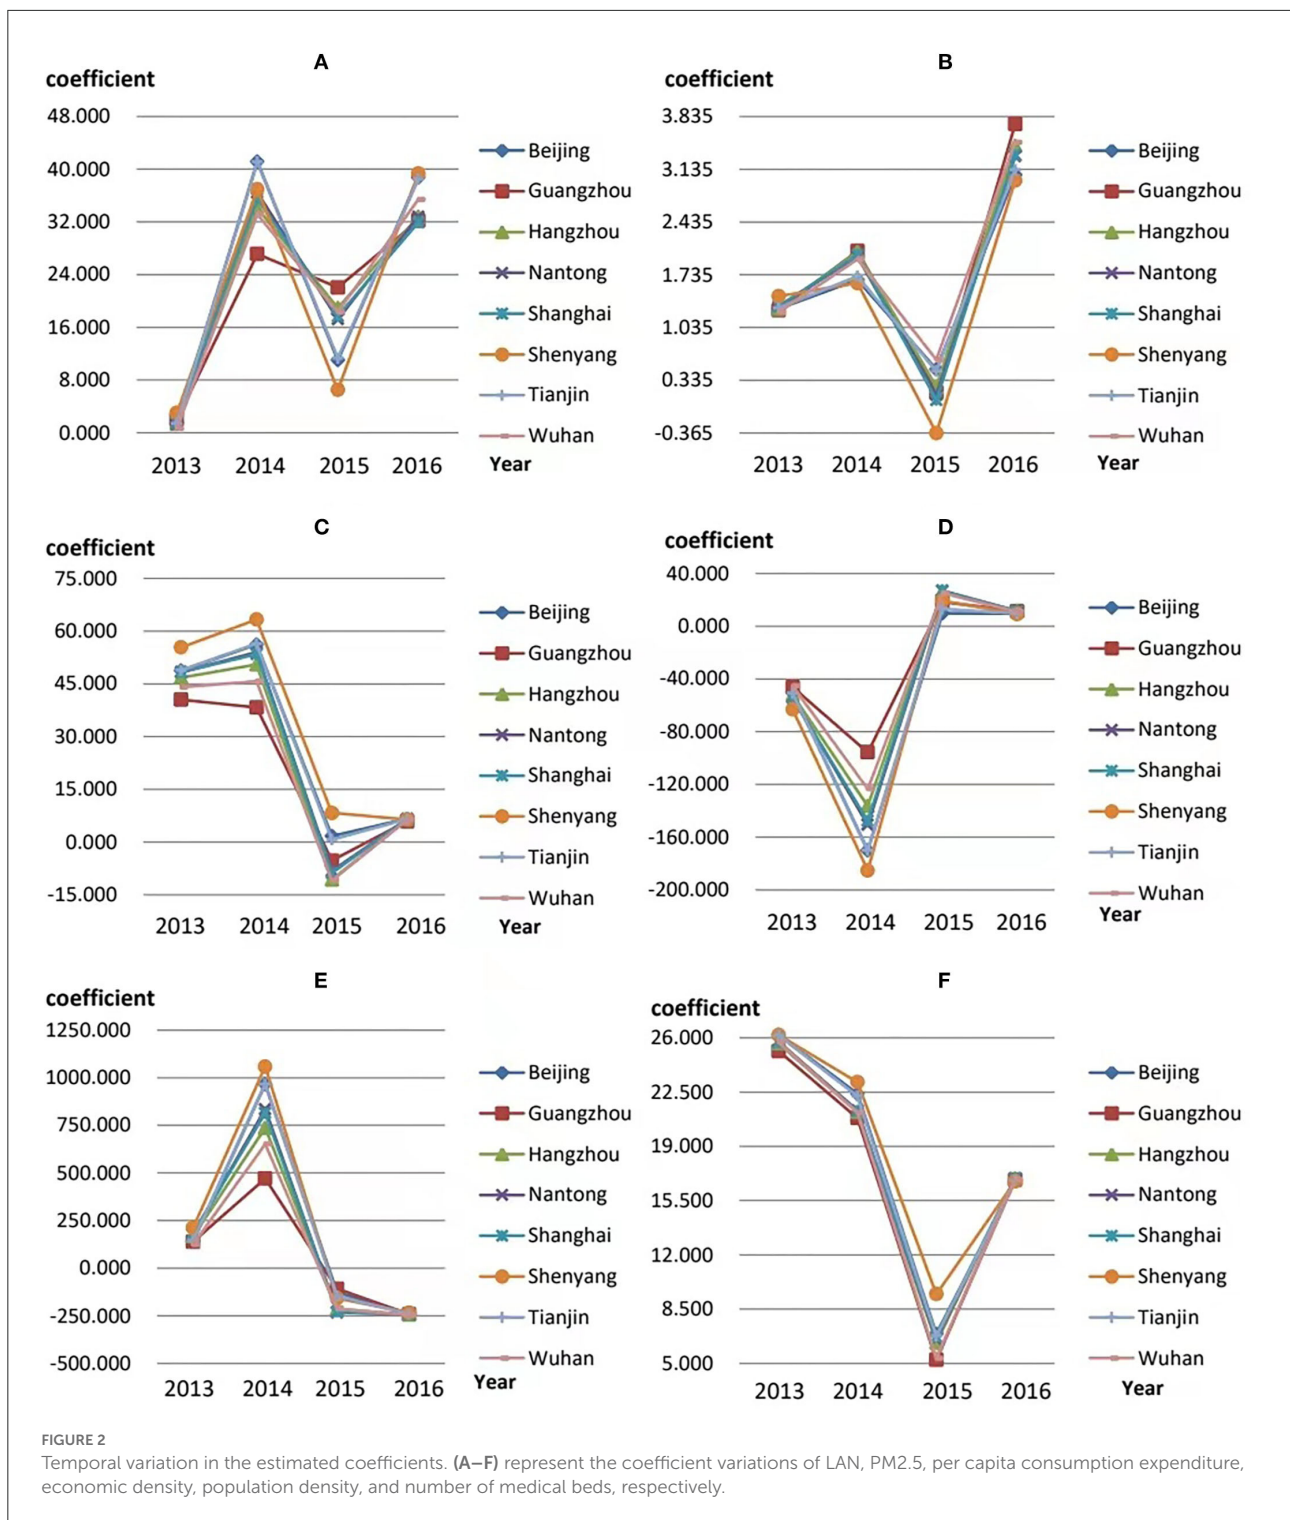 A
coefficient
48.000
40.000
32.000
24.000
16.000
8.000
0.000
2013 2014 2015 2016
Year
Beijing
Guangzhou
Hangzhou
Nantong
Shanghai
Shenyang
Tianjin
Wuhan
B
coefficient
3.835
3.135
2.435
1.735
1.035
0.335
-0.365
2013 2014 2015 2016
Year
Beijing
Guangzhou
Hangzhou
Nantong
Shanghai
Shenyang
Tianjin
Wuhan
C
coefficient
75.000
60.000
45.000
30.000
15.000
0.000
-15.000
2013 2014 2015 2016
Year
Beijing
Guangzhou
Hangzhou
Nantong
Shanghai
Shenyang
Tianjin
Wuhan
D
coefficient
40.000
0.000
-40.000
-80.000
-120.000
-160.000
-200.000
2013 2014 2015 2016
Year
Beijing
Guangzhou
Hangzhou
Nantong
Shanghai
Shenyang
Tianjin
Wuhan
E
coefficient
1250.000
1000.000
750.000
500.000
250.000
0.000
-250.000
-500.000
2013 2014 2015 2016
Year
Beijing
Guangzhou
Hangzhou
Nantong
Shanghai
Shenyang
Tianjin
Wuhan
F
coefficient
26.000
22.500
19.000
15.500
12.000
8.500
5.000
2013 2014 2015 2016
Year
Beijing
Guangzhou
Hangzhou
Nantong
Shanghai
Shenyang
Tianjin
Wuhan
FIGURE 2
Temporal variation in the estimated coefficients. (A–F) represent the coefficient variations of LAN, PM2.5, per capita consumption expenditure,
economic density, population density, and number of medical beds, respectively.